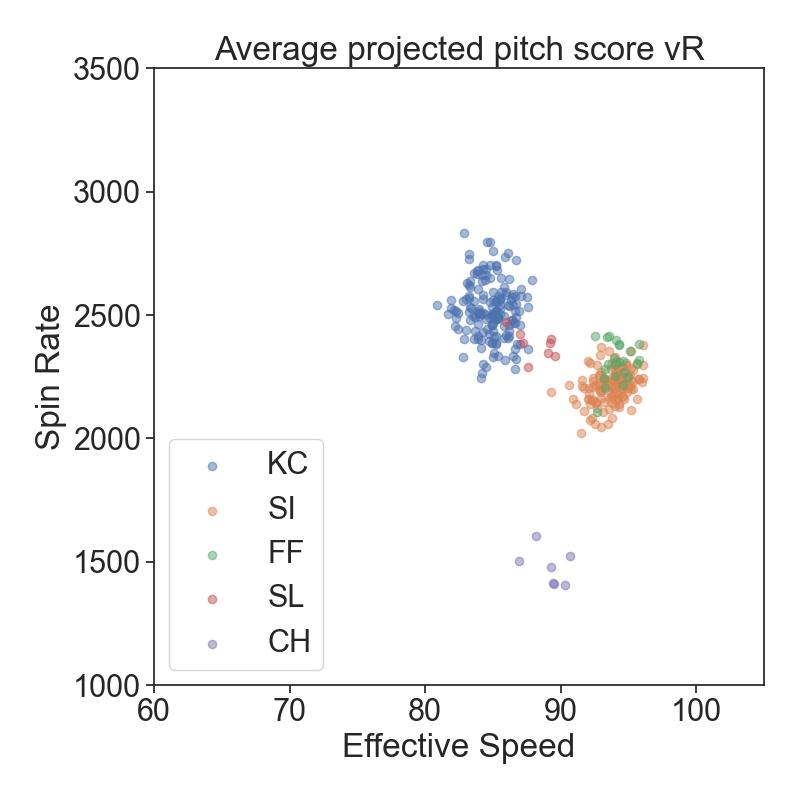 Average projected pitch score vR
3500
3000
2500
2000
1500
1000
Spin Rate
KC
SI
FF
SL
CH
60 70 80 90 100
Effective Speed